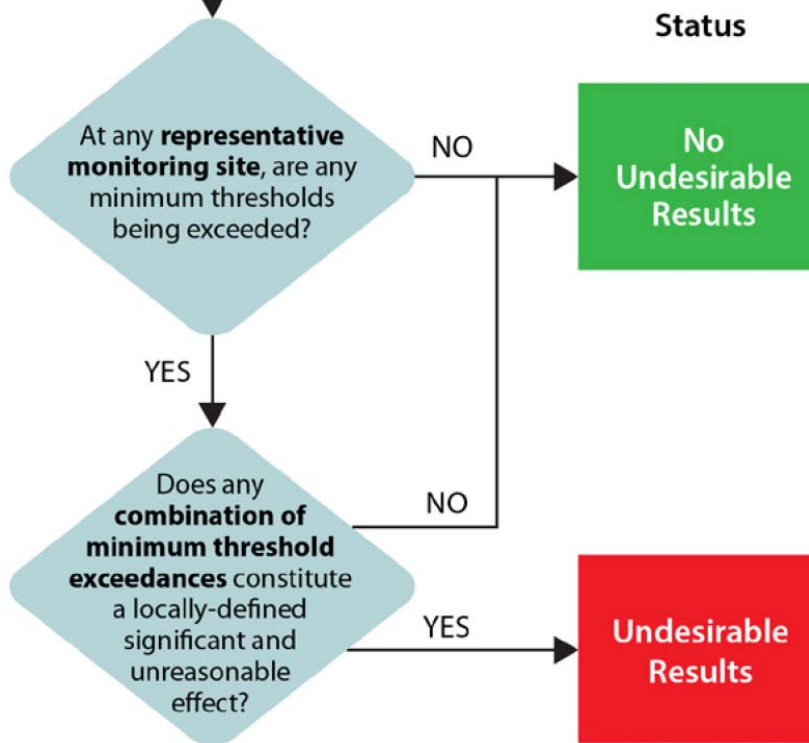 Status
At any representative
monitoring site, are any
minimum thresholds
being exceeded?
NO
No
Undesirable
Results
YES
Does any
combination of
minimum threshold
exceedances constitute
a locally-defined
significant and
unreasonable
effect?
NO
YES
Undesirable
Results